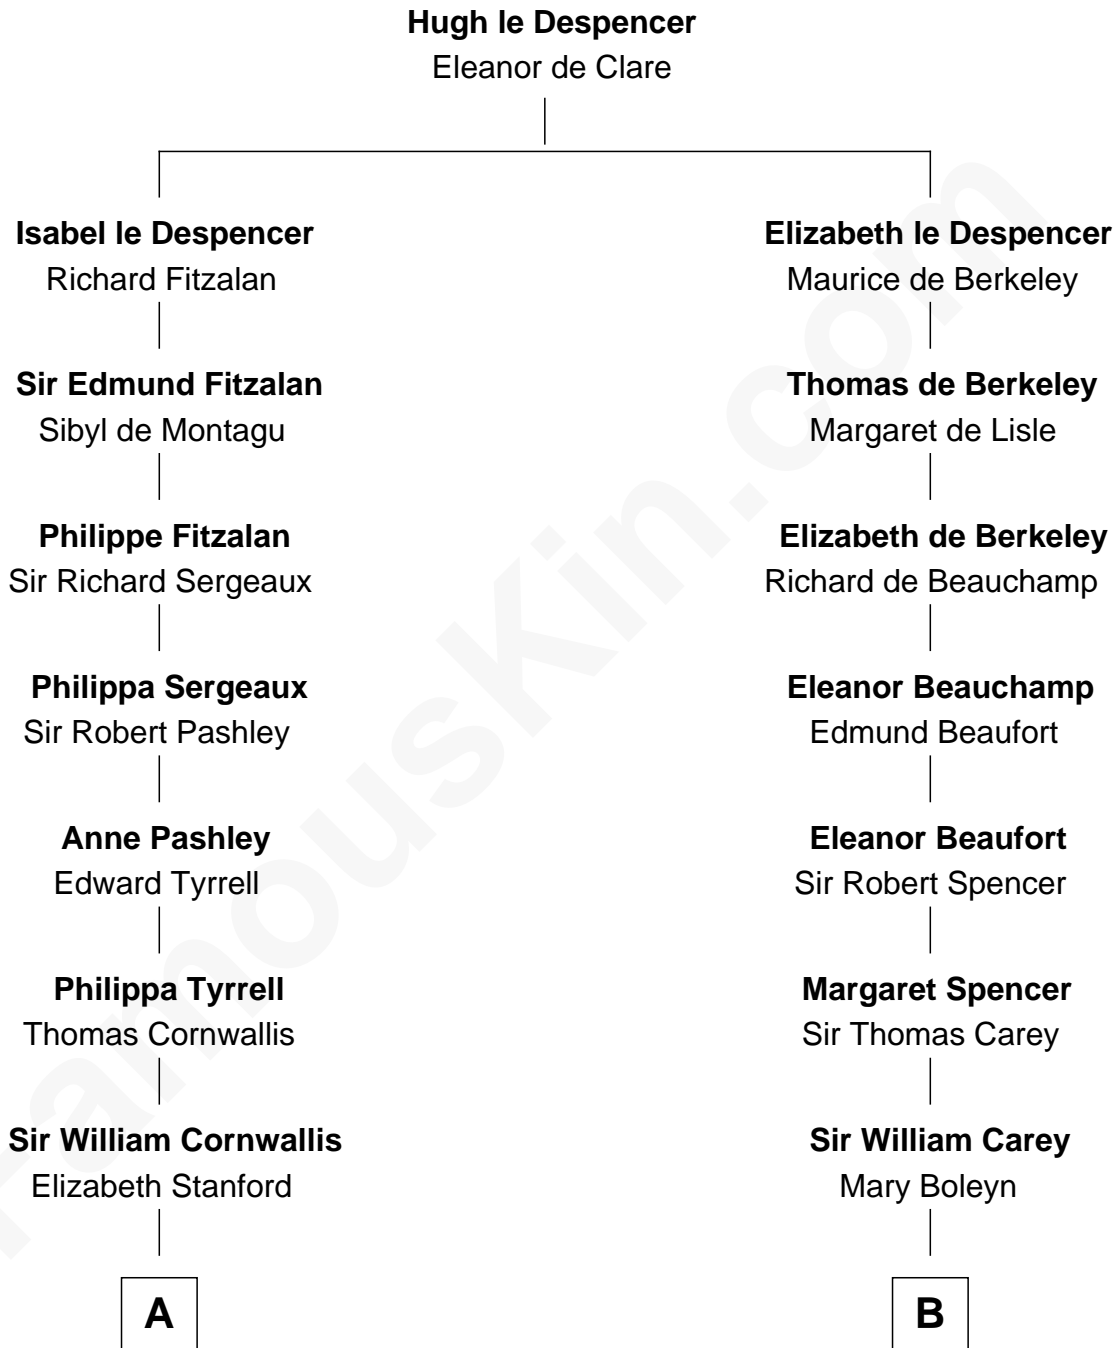 Hugh le Despencer
Eleanor de Clare
Isabel le Despencer
Richard Fitzalan
Elizabeth le Despencer
Maurice de Berkeley
Sir Edmund Fitzalan
Sibyl de Montagu
Thomas de Berkeley
Margaret de Lisle
Philippe Fitzalan
Sir Richard Sergeaux
Elizabeth de Berkeley
Richard de Beauchamp
Philippa Sergeaux
Sir Robert Pashley
Eleanor Beauchamp
Edmund Beaufort
Anne Pashley
Edward Tyrrell
Eleanor Beaufort
Sir Robert Spencer
Philippa Tyrrell
Thomas Cornwallis
Margaret Spencer
Sir Thomas Carey
Sir William Cornwallis
Elizabeth Stanford
Sir William Carey
Mary Boleyn
A
B
FamousKin.com